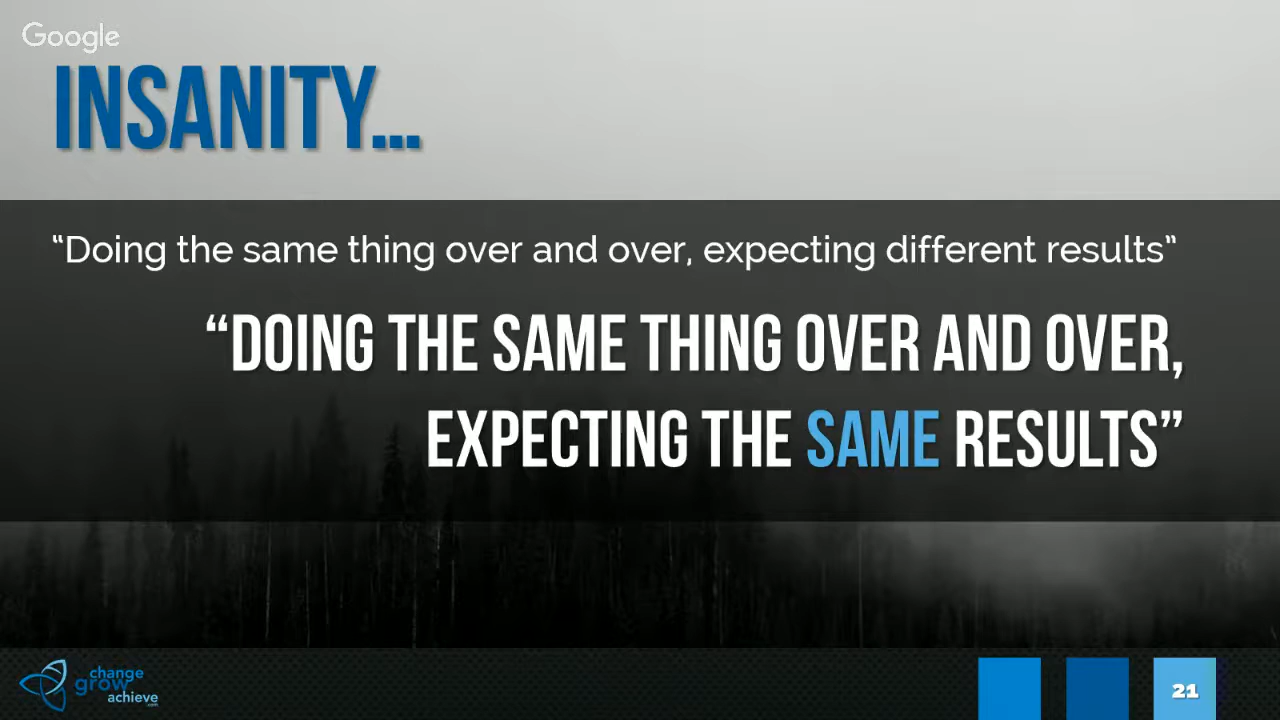 Google
INSANITY...
“Doing the same thing over and over, expecting different results”
“DOING THE SAME THING OVER AND OVER,
EXPECTING THE SAME RESULTS”
change
grow
achieve
.com
21